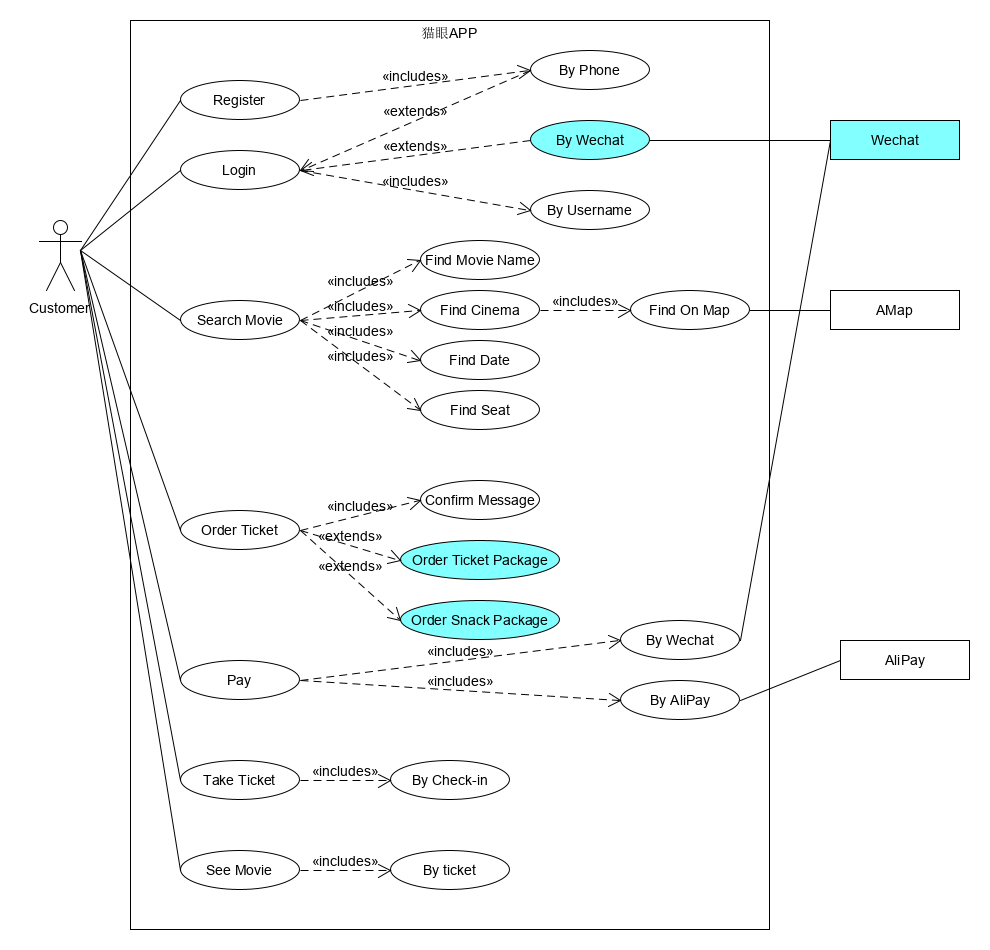 猫眼APP
By Phone
«includes»
Register
«extends»
By Wechat
Wechat
«extends»
Login
«includes»
By Username
Find Movie Name
«includes»
Customer
Search Movie
«includes»
Find Cinema
«includes»
Find On Map
AMap
«includes»
Find Date
«includes»
Find Seat
Confirm Message
«includes»
Order Ticket
«extends»
Order Ticket Package
«extends»
Order Snack Package
By Wechat
«includes»
AliPay
Pay
«includes»
By AliPay
«includes»
Take Ticket
By Check-in
«includes»
See Movie
By ticket